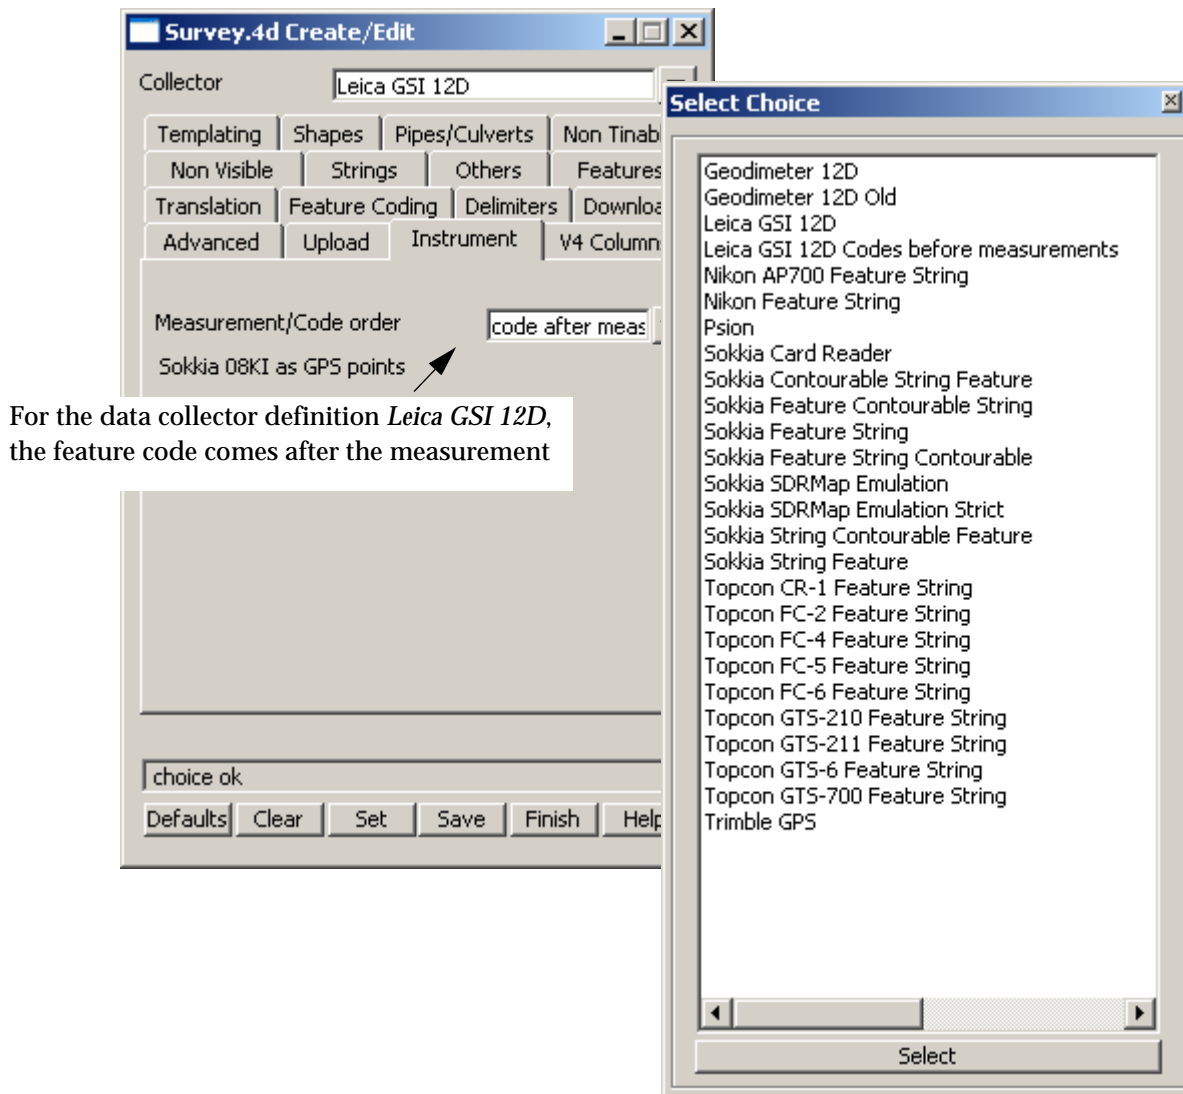 Survey.4d Create/Edit
Collector
Leica GSI 12D
Templating Shapes Pipes/Culverts Non Tinab
Non Visible Strings Others Features
Translation Feature Coding Delimiters Downloa
Advanced Upload Instrument V4 Column
Measurement/Code order
code after meas
Sokkia 08KI as GPS points
For the data collector definition Leica GSI 12D,
the feature code comes after the measurement
choice ok
Defaults Clear Set Save Finish Help
Select Choice
Geodimeter 12D
Geodimeter 12D Old
Leica GSI 12D
Leica GSI 12D Codes before measurements
Nikon AP700 Feature String
Nikon Feature String
Psion
Sokkia Card Reader
Sokkia Contourable String Feature
Sokkia Feature Contourable String
Sokkia Feature String
Sokkia Feature String Contourable
Sokkia SDRMap Emulation
Sokkia SDRMap Emulation Strict
Sokkia String Contourable Feature
Sokkia String Feature
Topcon CR-1 Feature String
Topcon FC-2 Feature String
Topcon FC-4 Feature String
Topcon FC-5 Feature String
Topcon FC-6 Feature String
Topcon GTS-210 Feature String
Topcon GTS-211 Feature String
Topcon GTS-6 Feature String
Topcon GTS-700 Feature String
Trimble GPS
Select